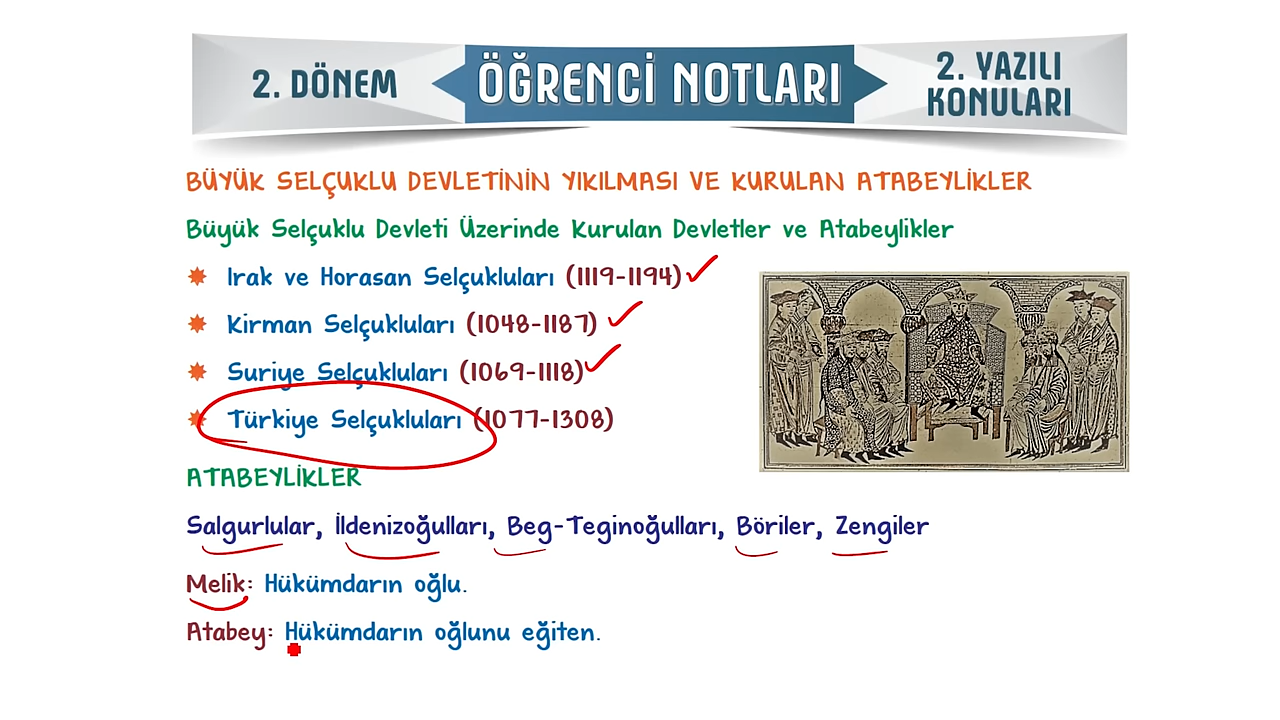 2. DÖNEM
ÖĞRENCİ NOTLARI
2. YAZILI
KONULARI
BÜYÜK SELÇUKLU DEVLETİNİN YIKILMASI VE KURULAN ATABEYLİKLER
Büyük Selçuklu Devleti Üzerinde Kurulan Devletler ve Atabeylikler
Irak ve Horasan Selçukluları (1119-1194)
Kirman Selçukluları (1048-1187)
Suriye Selçukluları (1069-1118)
Türkiye Selçukluları (1077-1308)
ATABEYLİKLER
Salgurlular, İldenizoğulları, Beg-Teginoğulları, Böriler, Zengiler
Melik: Hükümdarın oğlu.
Atabey: Hükümdarın oğlunu eğiten.